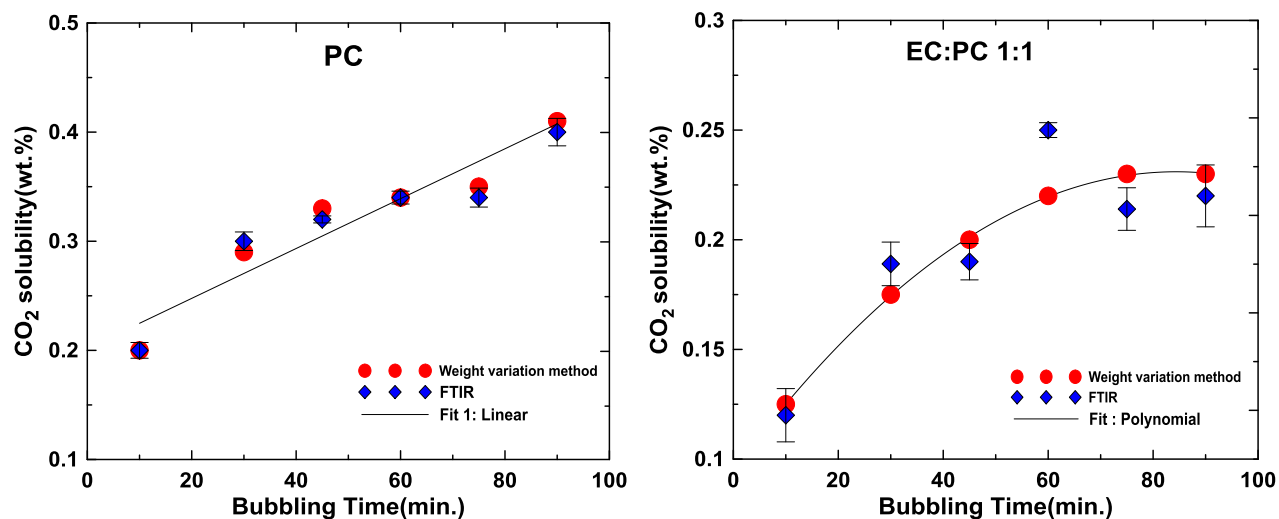 PC
CO2 solubility(wt.%)
0.5
0.4
0.3
0.2
0.1
Weight variation method
FTIR
Fit 1: Linear
0 20 40 60 80 100
Bubbling Time(min.)
EC:PC 1:1
CO2 solubility(wt.%)
0.3
0.25
0.2
0.15
0.1
Weight variation method
FTIR
Fit : Polynomial
0 20 40 60 80 100
Bubbling Time(min.)